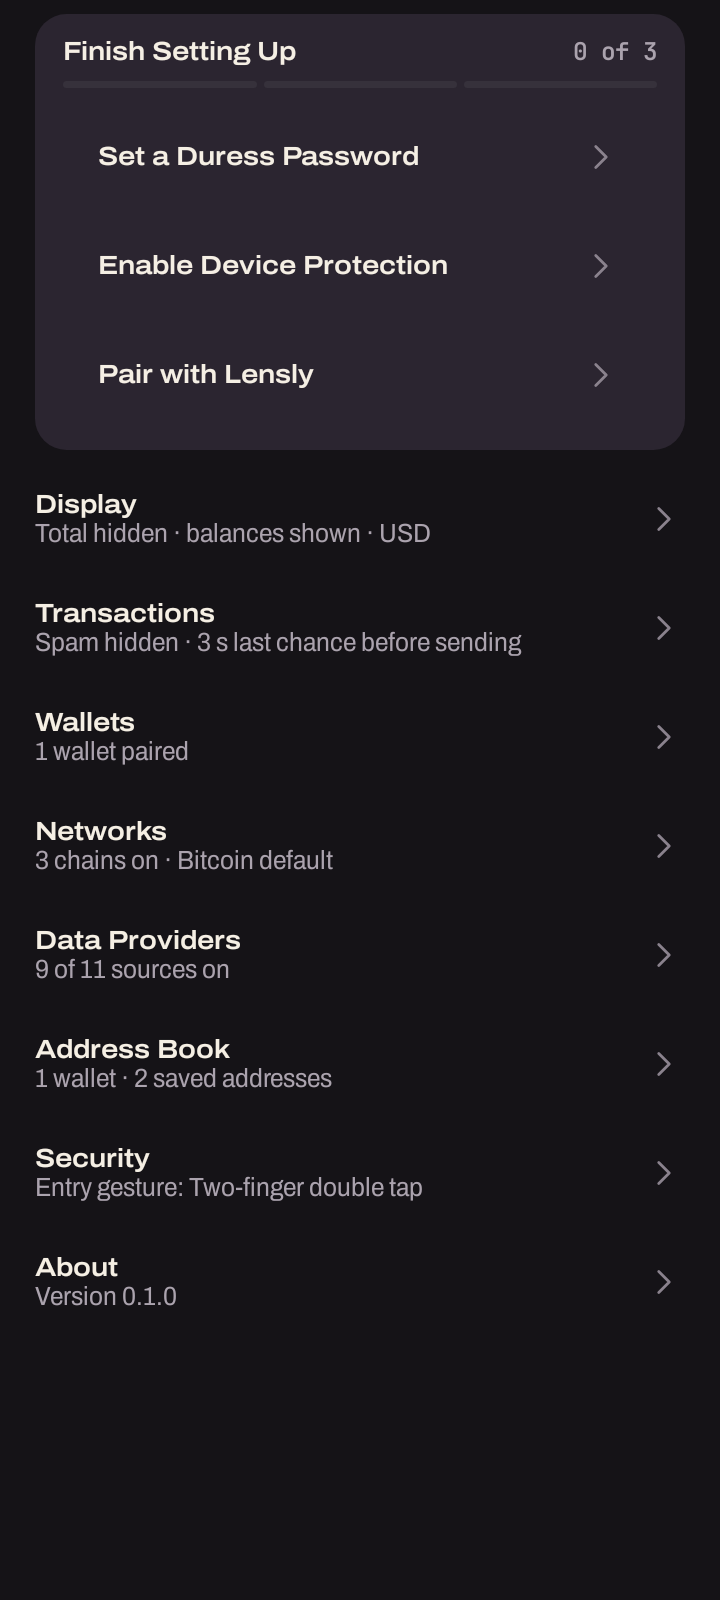 Finish Setting Up
0 of 3
Set a Duress Password
Enable Device Protection
Pair with Lensly
Display
Total hidden · balances shown · USD
Transactions
Spam hidden · 3 s last chance before sending
Wallets
1 wallet paired
Networks
3 chains on · Bitcoin default
Data Providers
9 of 11 sources on
Address Book
1 wallet · 2 saved addresses
Security
Entry gesture: Two-finger double tap
About
Version 0.1.0